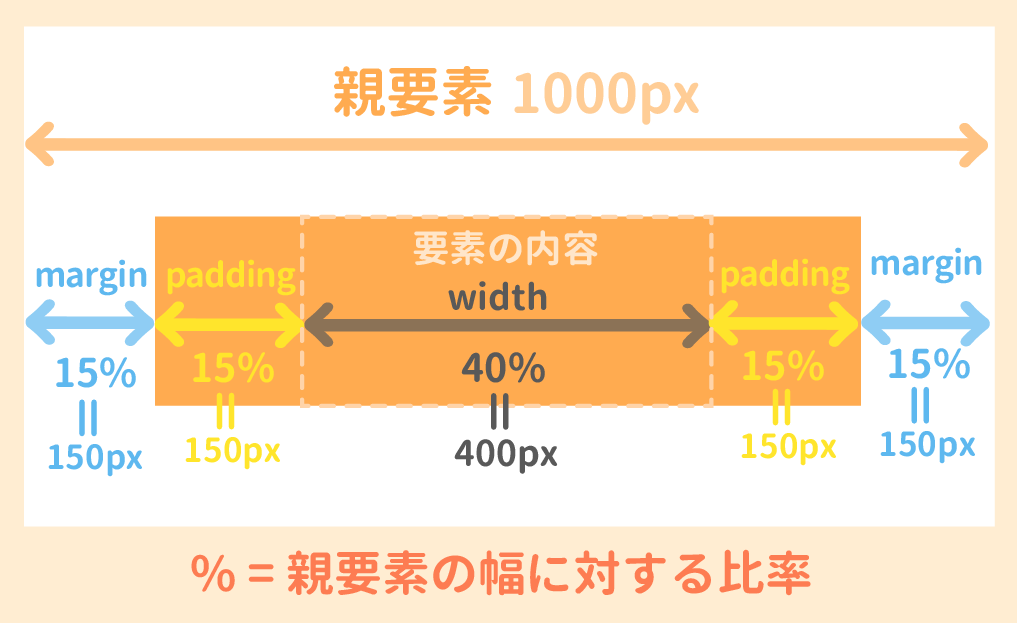 親要素 1000px
要素の内容
margin padding width padding margin
15% 15% 40% 15% 15%
= = = = =
150px 150px 400px 150px 150px
% = 親要素の幅に対する比率